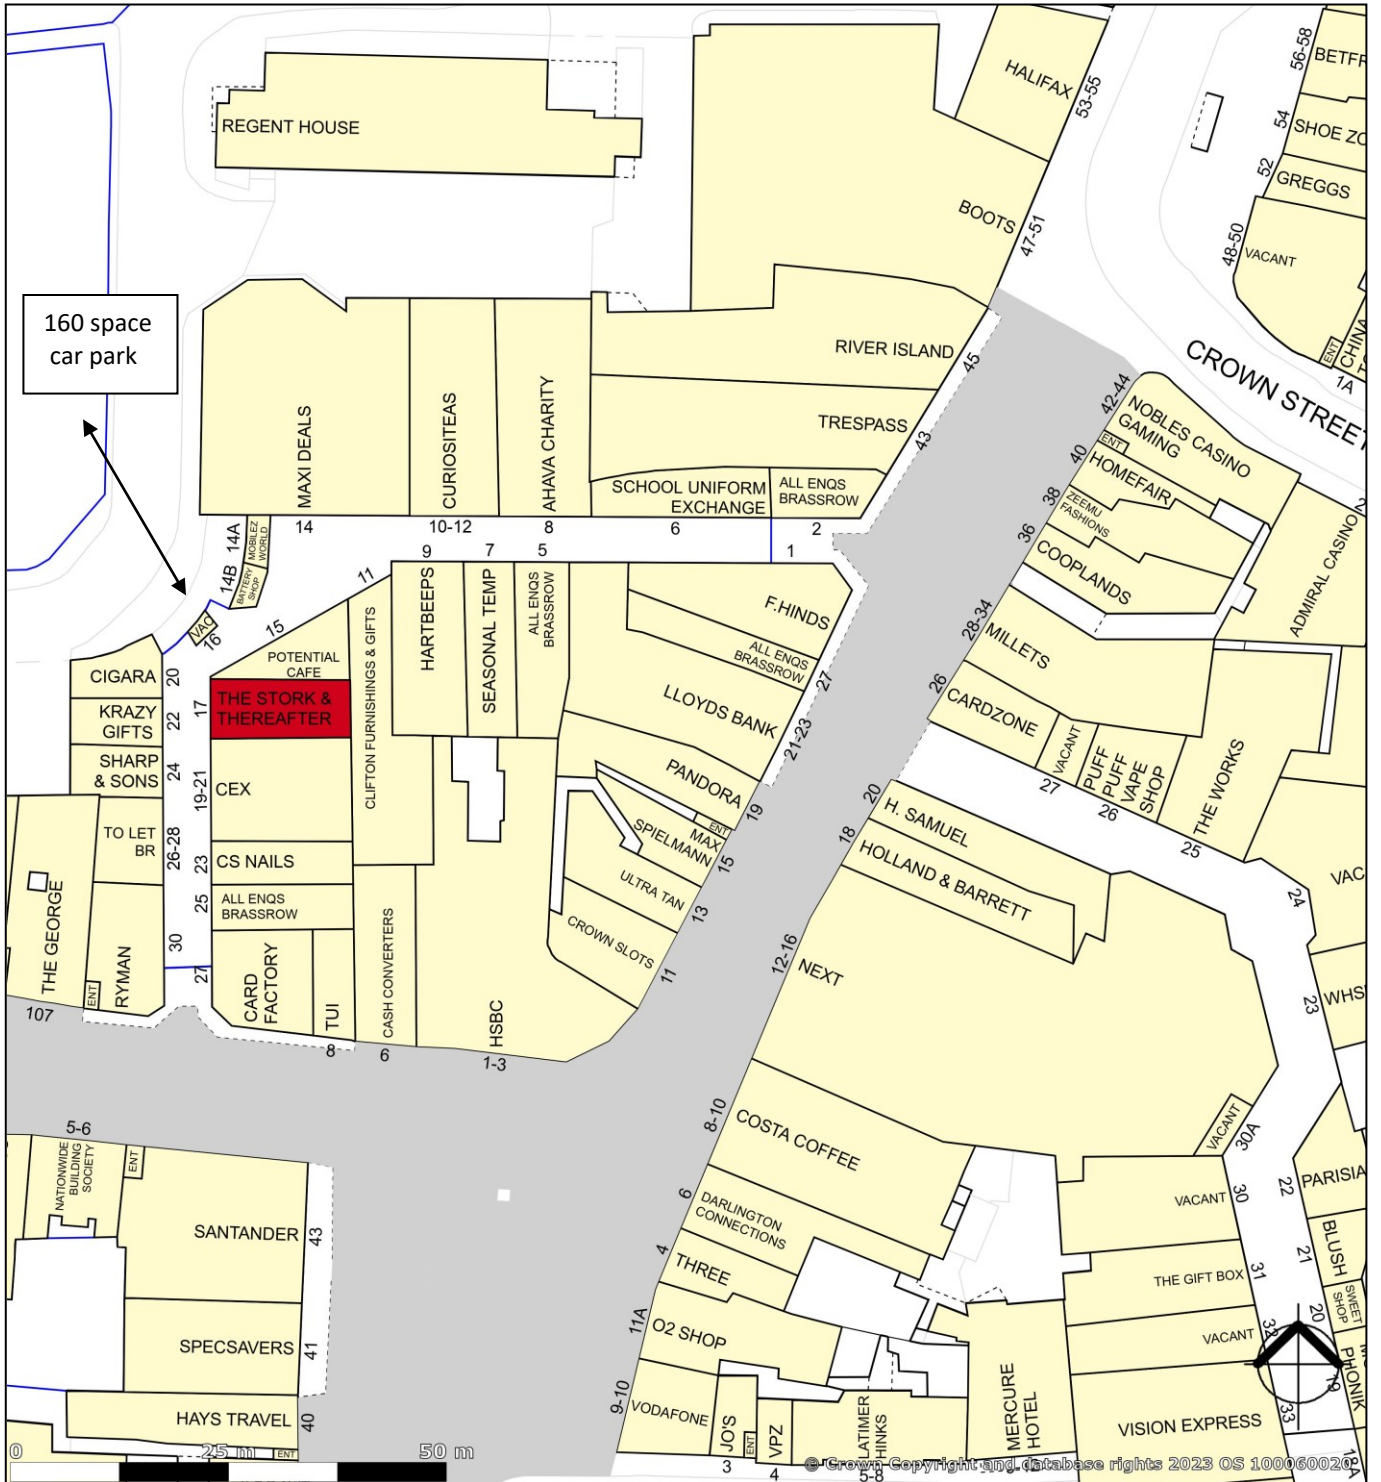 HALIFAX
53-55
56-58
BETFR
54
SHOE ZO
52
GREGGS
48-50
VACANT
REGENT HOUSE
BOOTS
47-51
160 space
car park
RIVER ISLAND
45
TRESPASS
43
ENT
CHINA
1A
CROWN STREET
42-44
NOBLES CASINO
GAMING
ENT
40
HOMEFAIR
38
ZEEMU
FASHIONS
36
COOPLANDS
ADMIRAL CASINO
MAXI DEALS
CURIOSITEAS
AHAVA CHARITY
SCHOOL UNIFORM
EXCHANGE
ALL ENQS
BRASSROW
14
10-12
8
6
2
14A
MOBILEZ
WORLD
14B
BATTERY
SHOP
9
7
5
1
11
VAC
16
15
POTENTIAL
CAFE
CLIFTON FURNISHINGS & GIFTS
HARTBEEPS
SEASONAL TEMP
ALL ENQS
BRASSROW
F.HINDS
ALL ENQS
BRASSROW
27
LLOYDS BANK
21-23
28-34
MILLETS
26
CARDZONE
VACANT
27
PUFF
PUFF
VAPE
SHOP
26
THE WORKS
25
CIGARA
20
KRAZY
GIFTS
22
17
THE STORK &
THEREAFTER
SHARP
& SONS
24
19-21
CEX
PANDORA
19
ENT
MAX
SPIELMANN
15
20
H. SAMUEL
18
HOLLAND & BARRETT
TO LET
BR
26-28
23
CS NAILS
ULTRA TAN
13
24
VAC
25
ALL ENQS
BRASSROW
CROWN SLOTS
11
THE GEORGE
ENT
RYMAN
30
27
CARD
FACTORY
TUI
CASH CONVERTERS
HSBC
12-16
NEXT
23
WHS
107
8
6
1-3
5-6
NATIONWIDE
BUILDING
SOCIETY
ENT
8-10
COSTA COFFEE
VACANT
30A
SANTANDER
43
6
DARLINGTON
CONNECTIONS
VACANT
30
22
PARISIA
4
THREE
THE GIFT BOX
31
21
BLUSH
SPECSAVERS
41
11A
O2 SHOP
VACANT
32
20
SWEET
SHOP
19
PHONIK
HAYS TRAVEL
40
ENT
9-10
VODAFONE
JO'S
ENT
VPZ
LATIMER
HINKS
MERCURE
HOTEL
VISION EXPRESS
33
3
4
5-8
0
25 m
50 m
© Crown Copyright and database rights 2023 OS 100060020